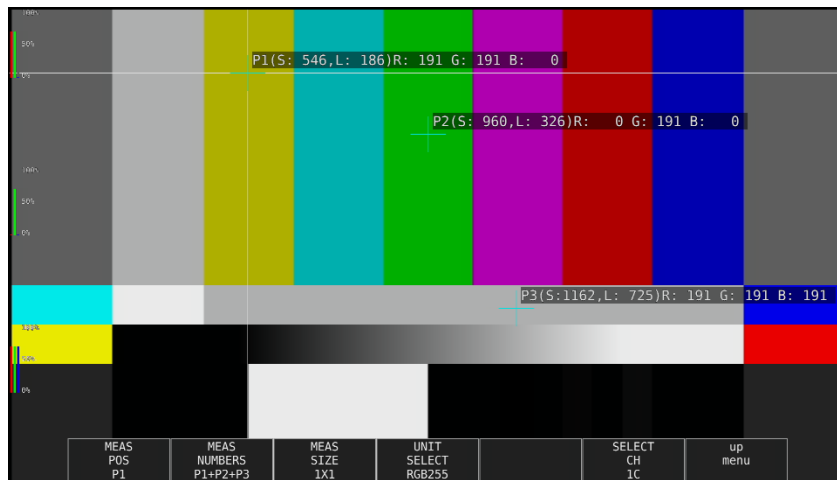 100%
50%
0%
P1(S: 546,L: 186)R: 191 G: 191 B:   0
P2(S: 960,L: 326)R:   0 G: 191 B:   0
100%
50%
0%
P3(S:1162,L: 725)R: 191 G: 191 B: 191
100%
50%
0%
MEAS POS P1
MEAS NUMBERS P1+P2+P3
MEAS SIZE 1X1
UNIT SELECT RGB255
SELECT CH 1C
up menu